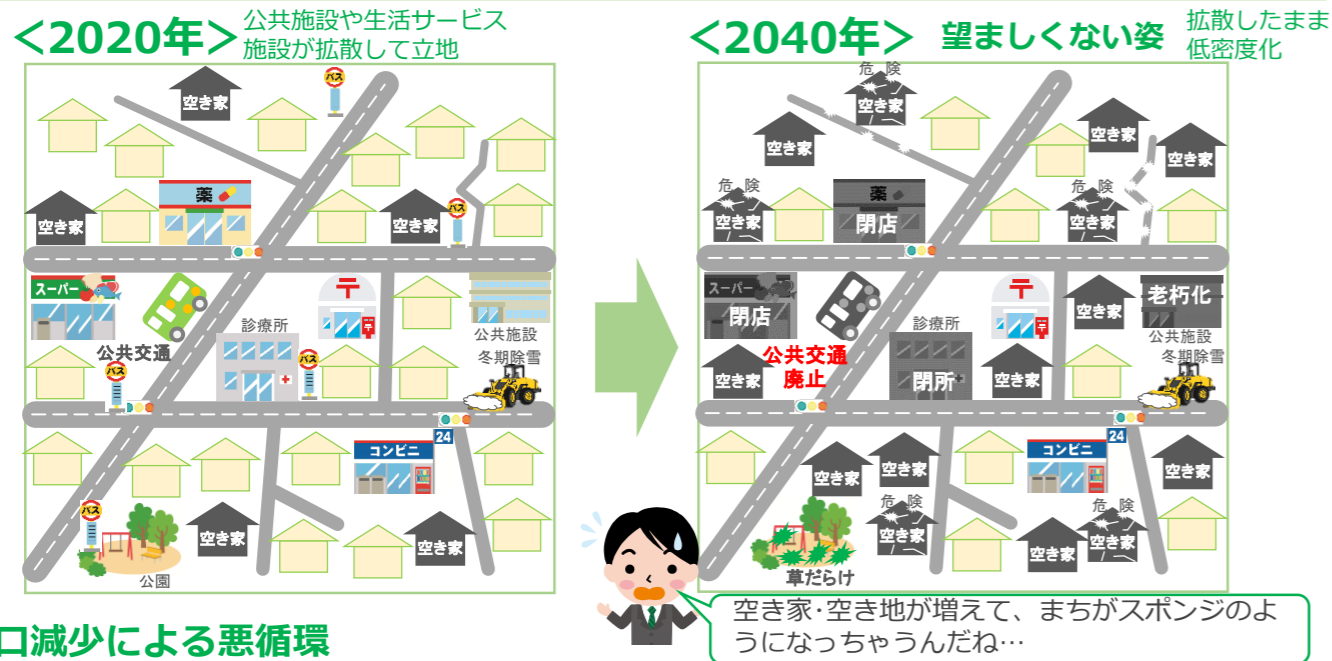 <2020年>
公共施設や生活サービス
施設が拡散して立地
バス
空き家
薬
空き家
空き家
バス
スーパー
〒
〒
公共施設
診療所
公共交通
バス
バス
冬期除雪
24
コンビニ
バス
空き家
空き家
公園
<2040年> 望ましくない姿
拡散したまま
低密度化
危 険
空き家
空き家
空き家
空き家
危 険
空き家
薬
閉店
危 険
空き家
スーパー
閉店
〒
〒
空き家
老朽化
公共施設
診療所
公共交通
廃止
冬期除雪
空き家
閉所
空き家
24
コンビニ
空き家
空き家
空き家
危 険
空き家
危 険
空き家
空き家
草だらけ
空き家・空き地が増えて、まちがスポンジのよ
うになっちゃうんだね…
口減少による悪循環